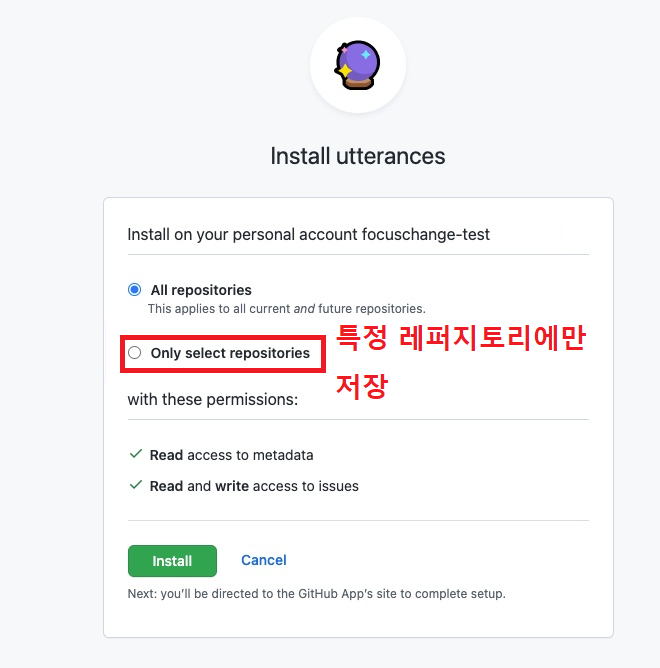 Install utterances
Install on your personal account focuschange-test
All repositories
This applies to all current and future repositories.
Only select repositories
특정 레퍼지토리에만
저장
with these permissions:
Read access to metadata
Read and write access to issues
Install
Cancel
Next: you’ll be directed to the GitHub App’s site to complete setup.